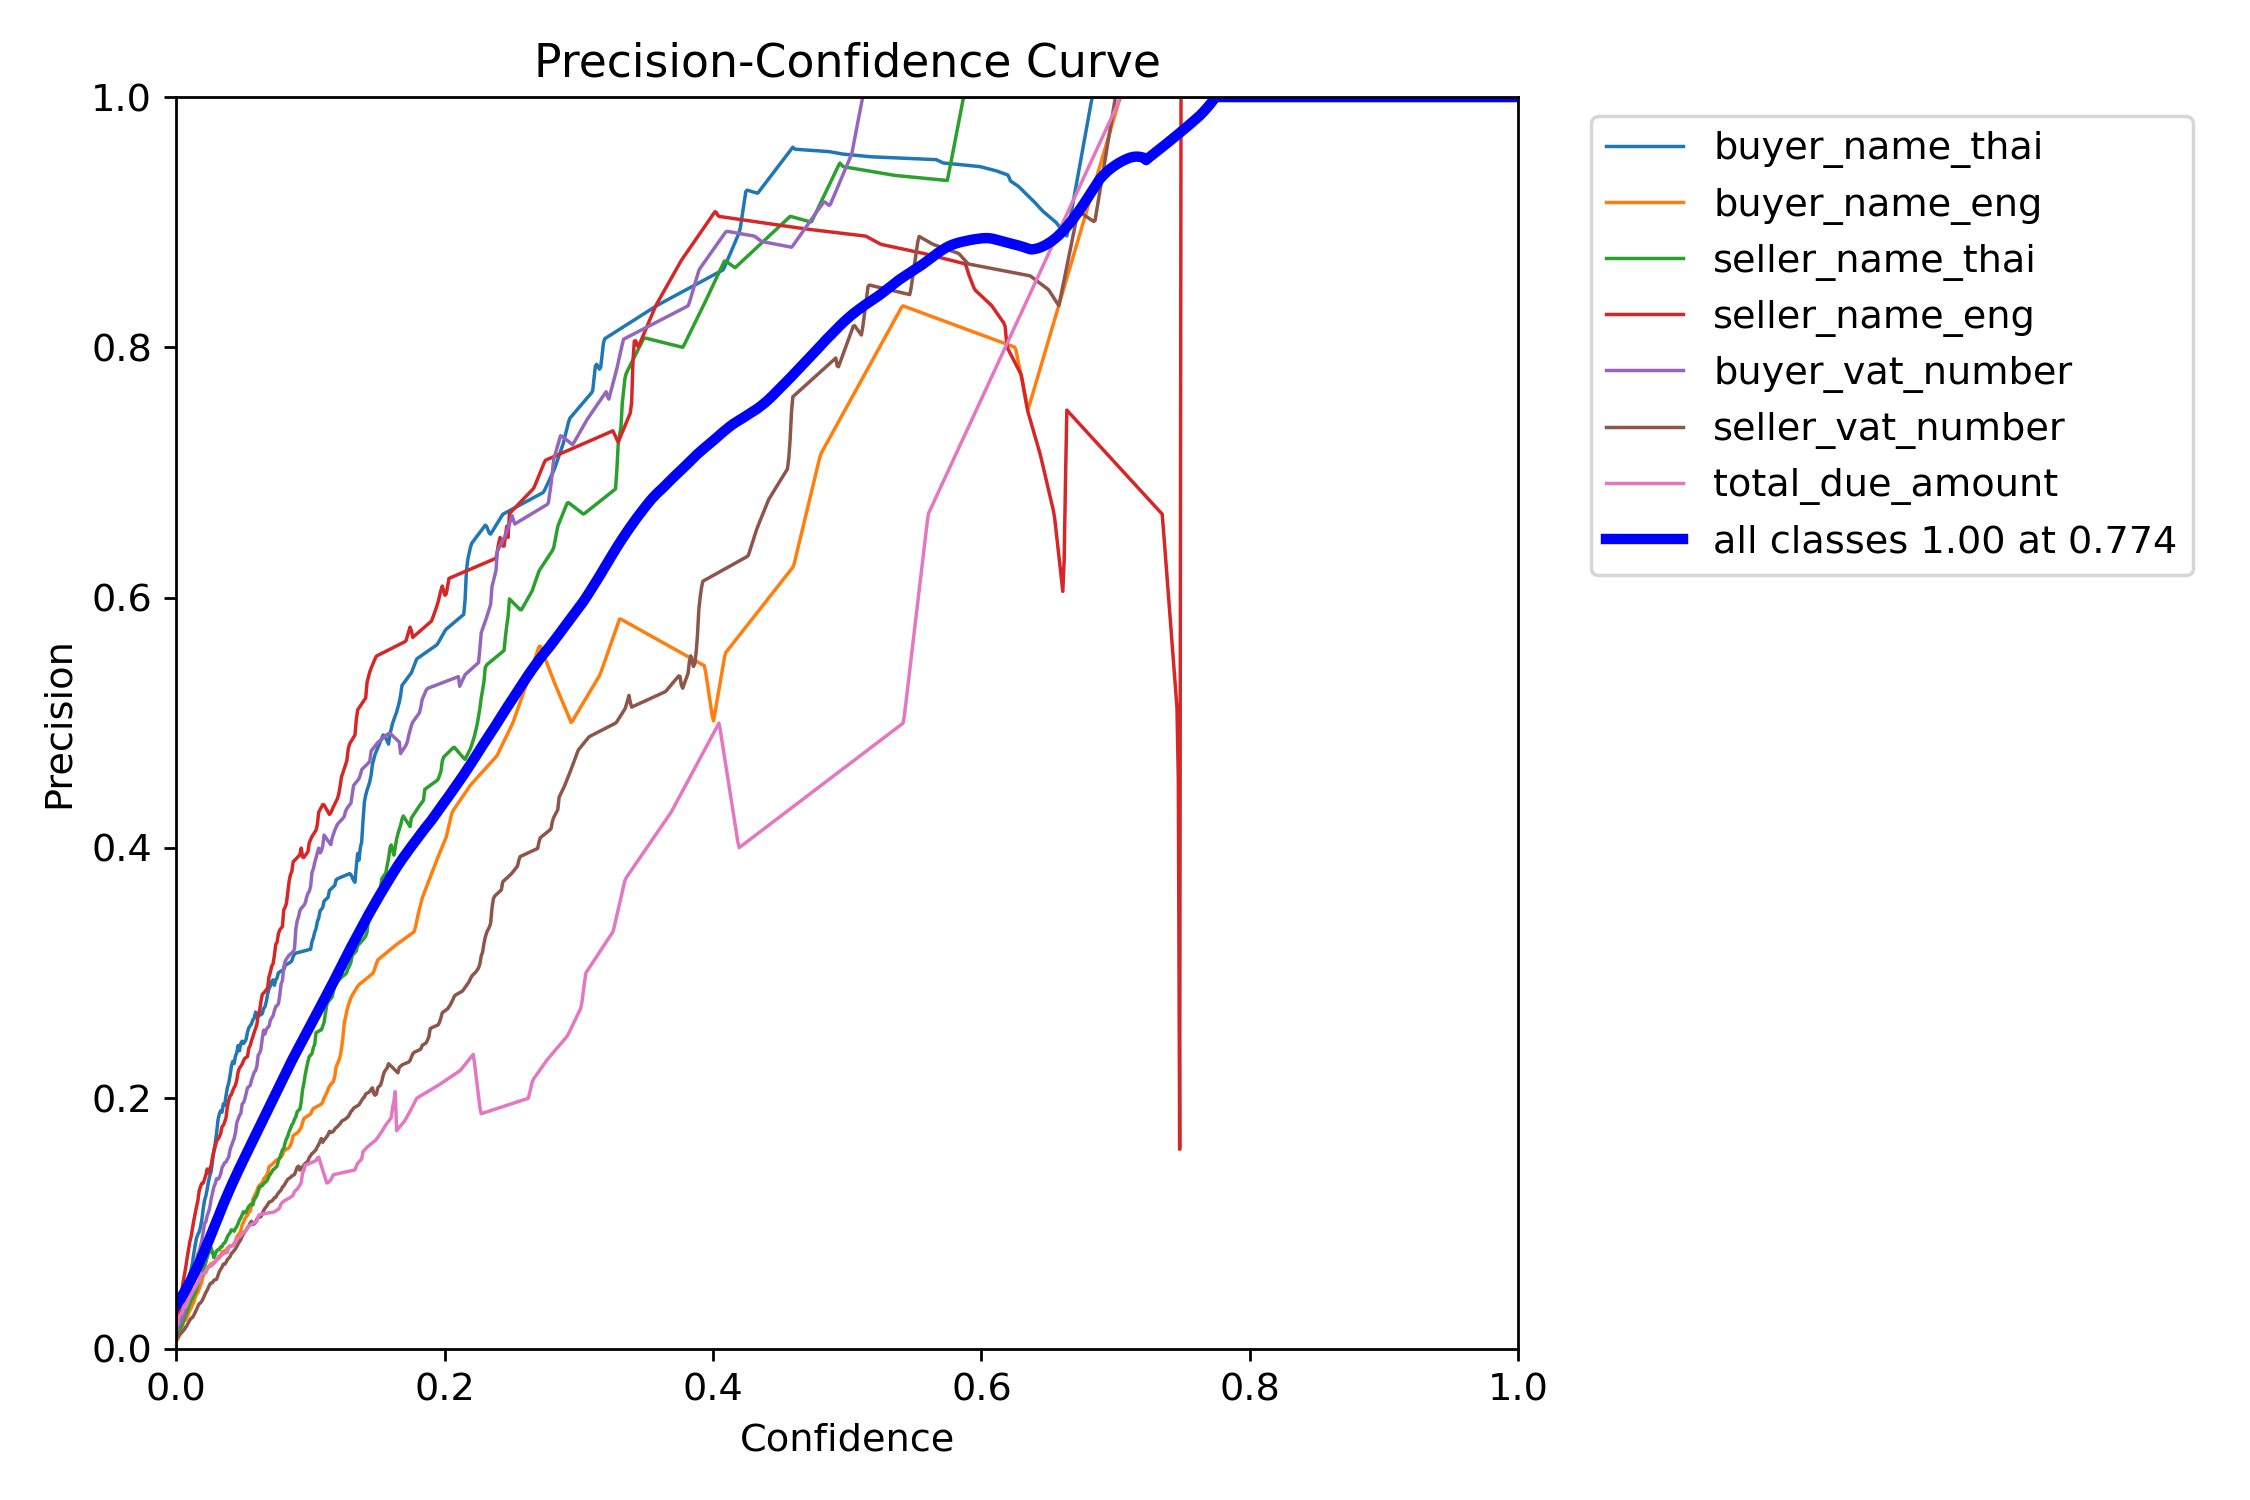 Precision-Confidence Curve
1.0
0.8
0.6
0.4
0.2
0.0
Precision
0.0 0.2 0.4 0.6 0.8 1.0
Confidence
buyer_name_thai
buyer_name_eng
seller_name_thai
seller_name_eng
buyer_vat_number
seller_vat_number
total_due_amount
all classes 1.00 at 0.774